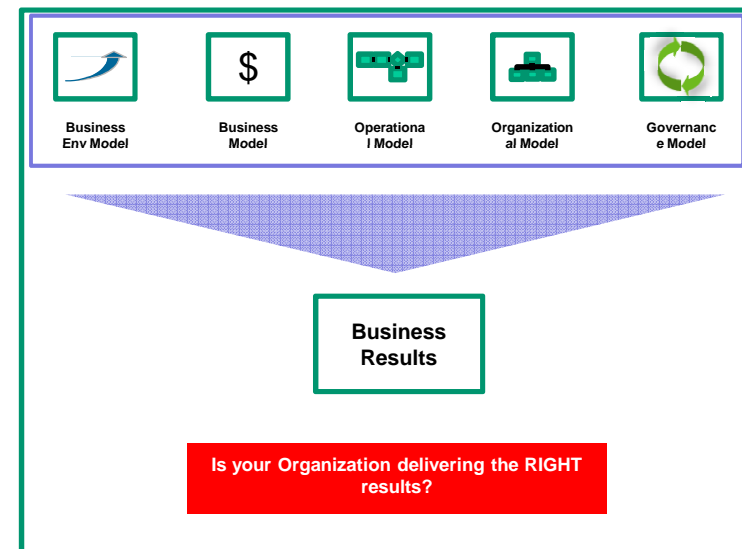 $
Business
Env Model
Business
Model
Operationa
l Model
Organization
al Model
Governanc
e Model
Business
Results
Is your Organization delivering the RIGHT
results?